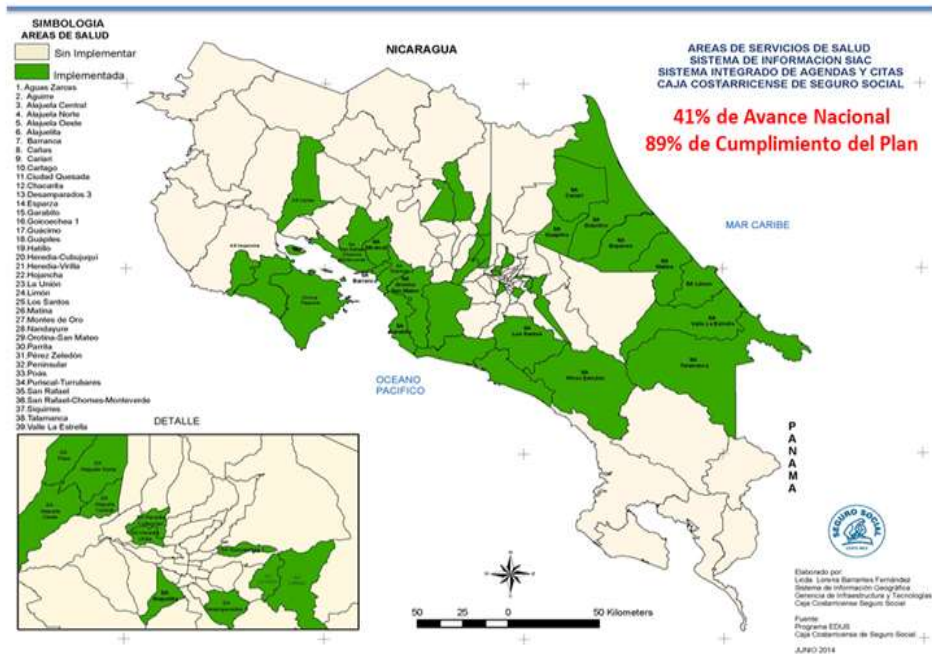 SIMBOLOGIA
AREAS DE SALUD
Sin Implementar
Implementada
1. Aguas Zarcas
2. Aguirre
3. Alajuela Central
4. Alajuela Norte
5. Alajuela Oeste
6. Alajuelita
7. Barranca
8. Cañas
9. Cariari
10. Cartago
11. Ciudad Quesada
12. Chacarita
13. Desamparados 3
14. Esparza
15. Garabito
16. Goicoechea 1
17. Guácimo
18. Guápiles
19. Hatillo
20. Heredia-Cubujuquí
21. Heredia-Virilla
22. Hojancha
23. La Unión
24. Limón
25. Los Santos
26. Matina
27. Montes de Oro
28. Nandayure
29. Orotina-San Mateo
30. Parrita
31. Pérez Zeledón
32. Peninsular
33. Poás
34. Puriscal-Turrubares
35. San Rafael
36. San Rafael-Chomes-Monteverde
37. Siquirres
38. Talamanca
39. Valle La Estrella
NICARAGUA
AREAS DE SERVICIOS DE SALUD
SISTEMA DE INFORMACION SIAC
SISTEMA INTEGRADO DE AGENDAS Y CITAS
CAJA COSTARRICENSE DE SEGURO SOCIAL
41% de Avance Nacional
89% de Cumplimiento del Plan
MAR CARIBE
OCEANO
PACIFICO
PANAMA
Barranca
Los Santos
Valle La Estrella
Talamanca
DETALLE
50 25 0 50 Kilometers
SEGURO SOCIAL
COSTA RICA
Elaborado por:
Licda. Lorena Barrantes Fernández
Sistema de Información Geográfica
Gerencia de Infraestructura y Tecnologías
Caja Costarricense Seguro Social
Fuente:
Programa EDUS
Caja Costarricense de Seguro Social
JUNIO 2014